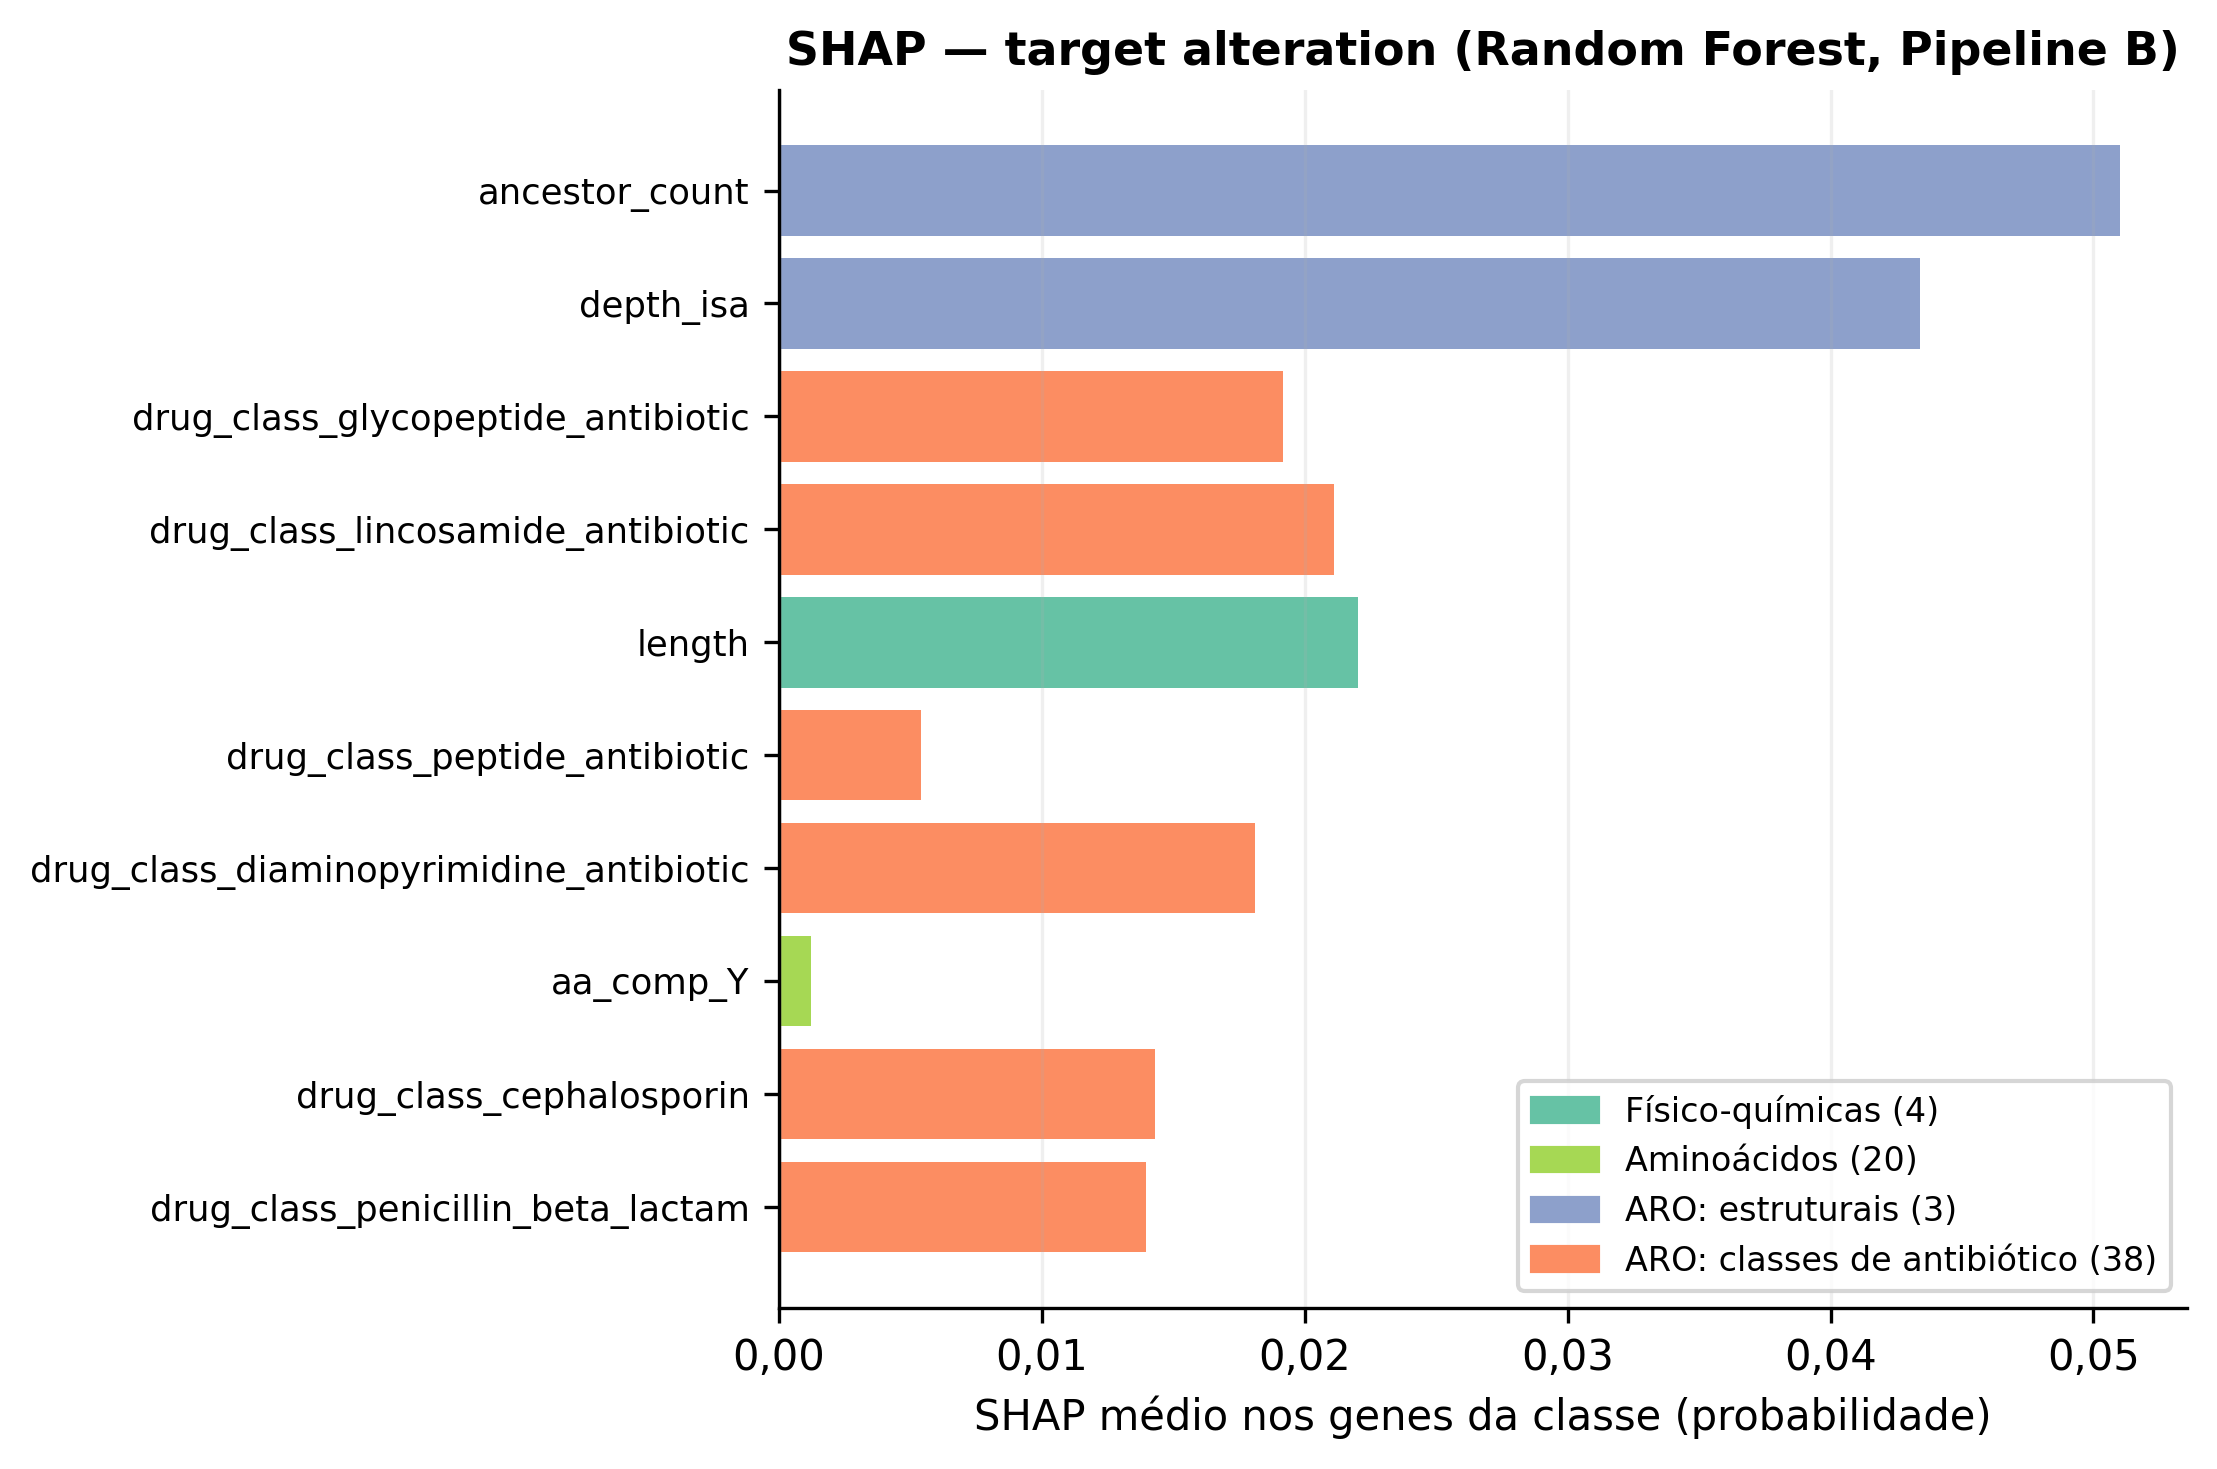 SHAP — target alteration (Random Forest, Pipeline B)
ancestor_count
depth_isa
drug_class_glycopeptide_antibiotic
drug_class_lincosamide_antibiotic
length
drug_class_peptide_antibiotic
drug_class_diaminopyrimidine_antibiotic
aa_comp_Y
drug_class_cephalosporin
drug_class_penicillin_beta_lactam
Físico-químicas (4)
Aminoácidos (20)
ARO: estruturais (3)
ARO: classes de antibiótico (38)
0,00 0,01 0,02 0,03 0,04 0,05
SHAP médio nos genes da classe (probabilidade)